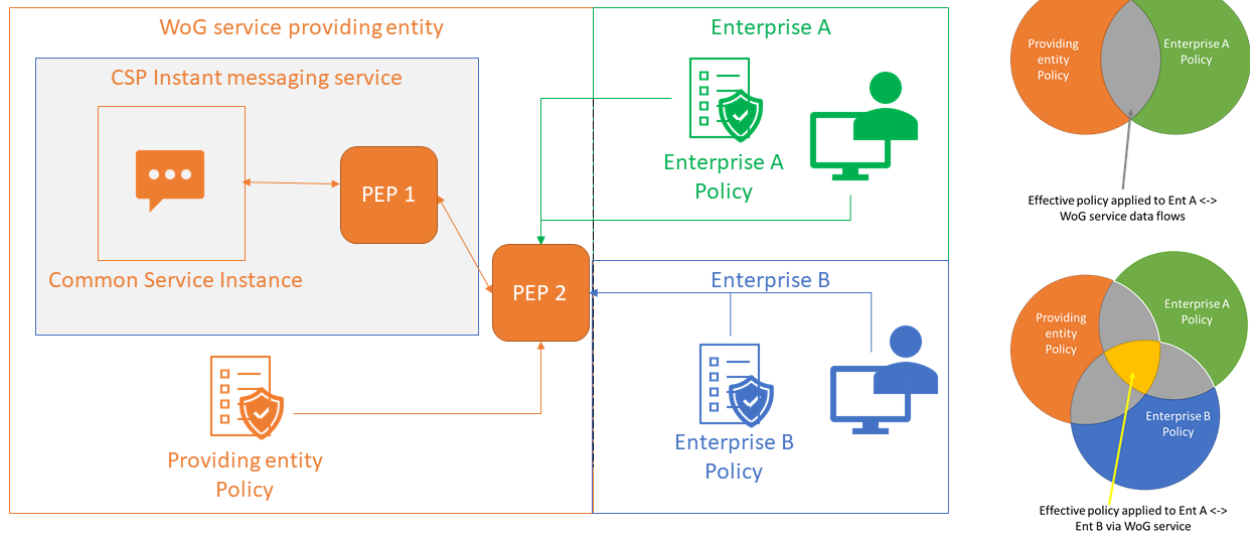 WoG service providing entity
CSP Instant messaging service
PEP 1
Common Service Instance
PEP 2
Providing entity
Policy
Enterprise A
Enterprise A
Policy
Enterprise B
Enterprise B
Policy
Providing
entity
Policy
Enterprise A
Policy
Effective policy applied to Ent A <->
WoG service data flows
Providing
entity
Policy
Enterprise A
Policy
Enterprise B
Policy
Effective policy applied to Ent A <->
Ent B via WoG service